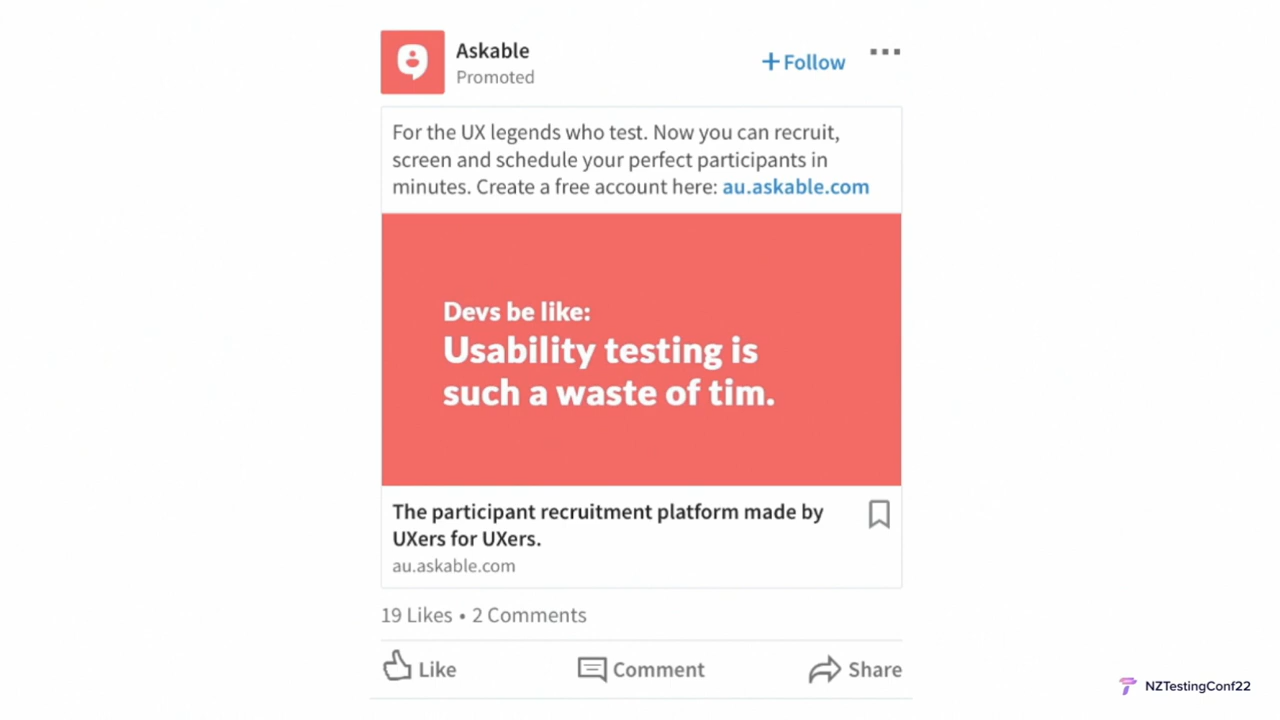 Askable
Promoted
+Follow
For the UX legends who test. Now you can recruit,
screen and schedule your perfect participants in
minutes. Create a free account here: au.askable.com
Devs be like:
Usability testing is
such a waste of tim.
The participant recruitment platform made by
UXers for UXers.
au.askable.com
19 Likes • 2 Comments
Like
Comment
Share
NZTestingConf22